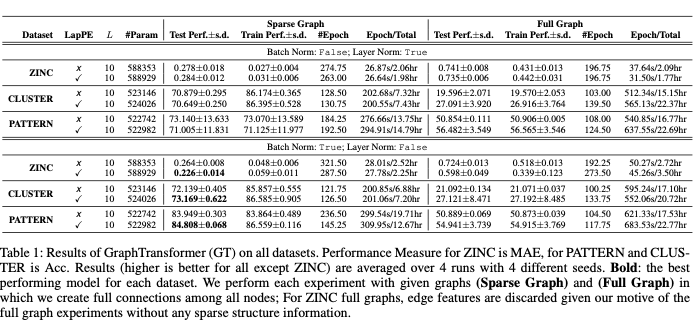 Sparse Graph Full Graph
Dataset LapPE L #Param Test Perf.±s.d. Train Perf.±s.d. #Epoch Epoch/Total Test Perf.±s.d. Train Perf.±s.d. #Epoch Epoch/Total
Batch Norm: False; Layer Norm: True
ZINC ✗ 10 588353 0.278±0.018 0.027±0.004 274.75 26.87s/2.06hr 0.741±0.008 0.431±0.013 196.75 37.64s/2.09hr
✓ 10 588929 0.284±0.012 0.031±0.006 263.00 26.64s/1.98hr 0.735±0.006 0.442±0.031 196.75 31.50s/1.77hr
CLUSTER ✗ 10 523146 70.879±0.295 86.174±0.365 128.50 202.68s/7.32hr 19.596±2.071 19.570±2.053 103.00 512.34s/15.15hr
✓ 10 524026 70.649±0.250 86.395±0.528 130.75 200.55s/7.43hr 27.091±3.920 26.916±3.764 139.50 565.13s/22.37hr
PATTERN ✗ 10 522742 73.140±13.633 73.070±13.589 184.25 276.66s/13.75hr 50.854±0.111 50.906±0.005 108.00 540.85s/16.77hr
✓ 10 522982 71.005±11.831 71.125±11.977 192.50 294.91s/14.79hr 56.482±3.549 56.565±3.546 124.50 637.55s/22.69hr
Batch Norm: True; Layer Norm: False
ZINC ✗ 10 588353 0.264±0.008 0.048±0.006 321.50 28.01s/2.52hr 0.724±0.013 0.518±0.013 192.25 50.27s/2.72hr
✓ 10 588929 0.226±0.014 0.059±0.011 287.50 27.78s/2.25hr 0.598±0.049 0.339±0.123 273.50 45.26s/3.50hr
CLUSTER ✗ 10 523146 72.139±0.405 85.857±0.555 121.75 200.85s/6.88hr 21.092±0.134 21.071±0.037 100.25 595.24s/17.10hr
✓ 10 524026 73.169±0.622 86.585±0.905 126.50 201.06s/7.20hr 27.121±8.471 27.192±8.485 133.75 552.06s/20.72hr
PATTERN ✗ 10 522742 83.949±0.303 83.864±0.489 236.50 299.54s/19.71hr 50.889±0.069 50.873±0.039 104.50 621.33s/17.53hr
✓ 10 522982 84.808±0.068 86.559±0.116 145.25 309.95s/12.67hr 54.941±3.739 54.915±3.769 117.75 683.53s/22.77hr
Table 1: Results of GraphTransformer (GT) on all datasets. Performance Measure for ZINC is MAE, for PATTERN and CLUS-
TER is Acc. Results (higher is better for all except ZINC) are averaged over 4 runs with 4 different seeds. Bold: the best
performing model for each dataset. We perform each experiment with given graphs (Sparse Graph) and (Full Graph) in
which we create full connections among all nodes; For ZINC full graphs, edge features are discarded given our motive of the
full graph experiments without any sparse structure information.